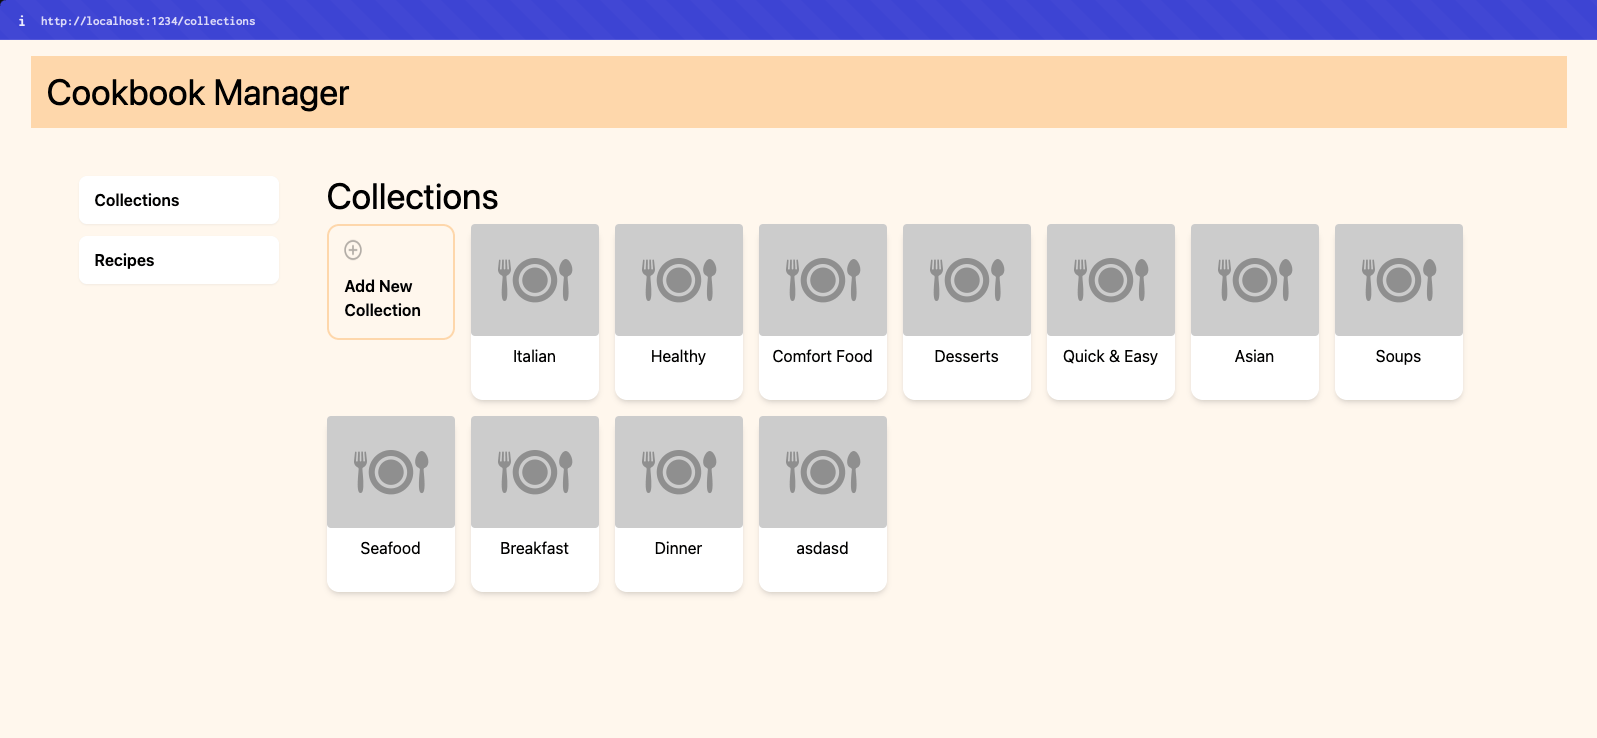 i http://localhost:1234/collections
Cookbook Manager
Collections
Recipes
Collections
Add New
Collection
Italian
Healthy
Comfort Food
Desserts
Quick & Easy
Asian
Soups
Seafood
Breakfast
Dinner
asdasd